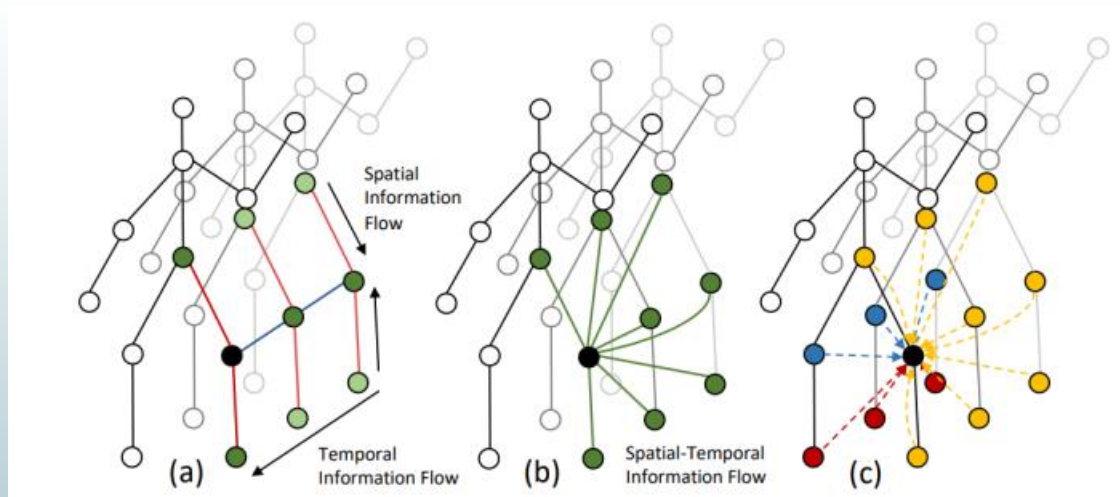 Spatial
Information
Flow
Temporal
Information Flow
(a)
Spatial-Temporal
Information Flow
(b)
(c)